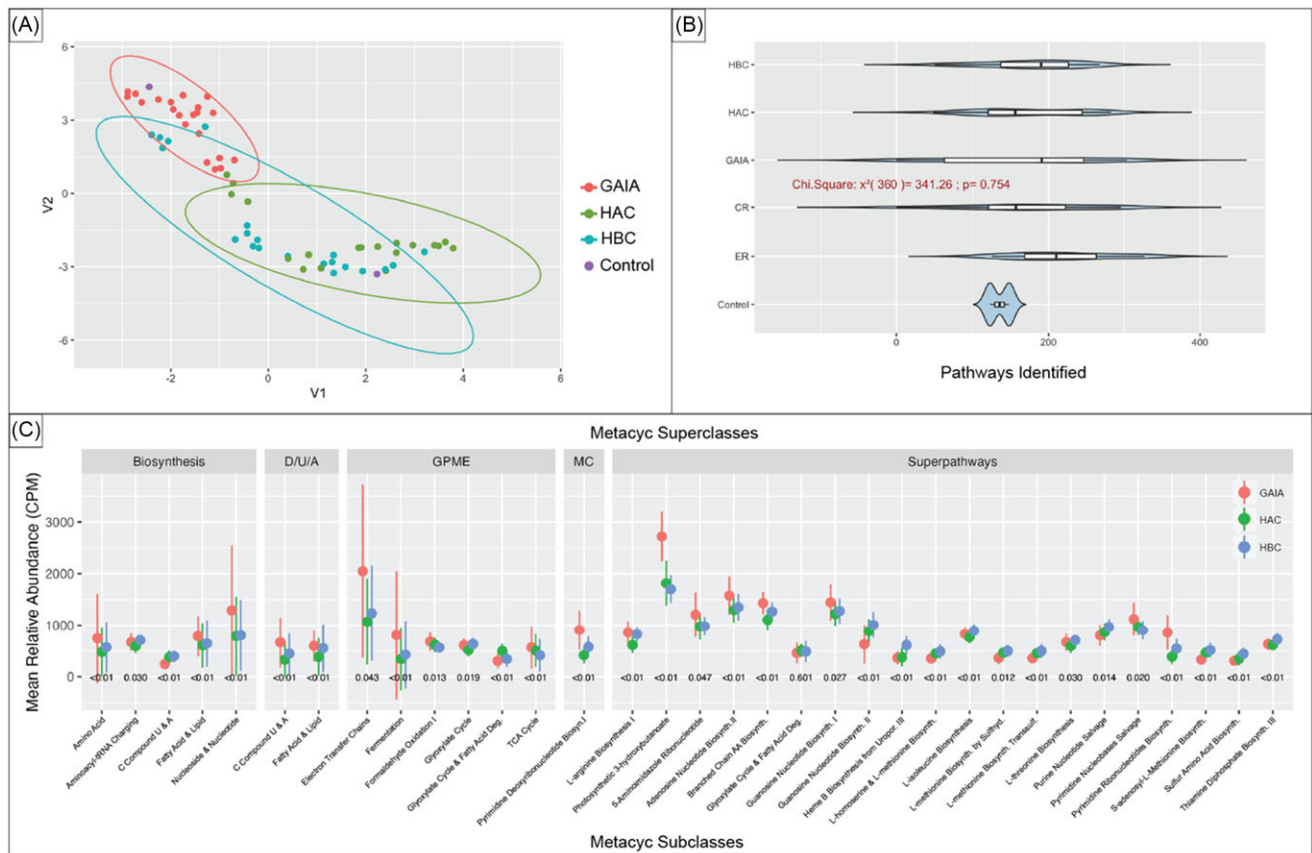 (A)
6
3
0
-3
-6
V2
-2
0
2
4
6
V1
GAIA
HAC
HBC
Control
(B)
HBC
HAC
GAIA
Chi.Square: x²( 360 )= 341.26 ; p= 0.754
CR
ER
Control
0
200
400
Pathways Identified
(C)
Metacyc Superclasses
Biosynthesis
D/U/A
GPME
MC
Superpathways
Mean Relative Abundance (CPM)
3000
2000
1000
0
GAIA
HAC
HBC
<0.01 0.030 <0.01 <0.01 <0.01
<0.01 <0.01
0.043 <0.01 0.013 0.019 <0.01 <0.01
<0.01
<0.01 <0.01 0.047 <0.01 <0.01 0.601 0.027 <0.01 <0.01 <0.01 <0.01 0.012 <0.01 0.030 0.014 0.020 <0.01 <0.01 <0.01 <0.01
Amino Acid
Aminoacyl-tRNA Charging
C Compound U & A
Fatty Acid & Lipid
Nucleotide & Nucleotide
C Compound U & A
Fatty Acid & Lipid
Electron Transfer Chains
Fermentation
Formaldehyde Oxidation I
Glyoxylate Cycle
Glyoxylate Cycle & Fatty Acid Deg.
TCA Cycle
Pyrimidine Deoxyribonucleotide Biosyn.I
L-arginine Biosynthesis I
Photosynthetic 3-hydroxybutanoate
5-Aminoimidazole Ribonucleotide
Adenosine Nucleotide Biosynth.II
Branched Chain AA Biosynth.
Glyoxylate Cycle & Fatty Acid Deg.
Guanosine Nucleotide Biosynth. I
Guanosine Nucleotide Biosynth. II
Heme B Biosynthesis from Uropor. III
L-homoserine & L-methionine Biosynth.
L-isoleucine Biosynthesis
L-methionine Biosynth. by Sulfhyd.
L-methionine Biosynth. Transsulf.
L-threonine Biosynthesis
Purine Nucleotide Salvage
Pyrimidine Nucleobases Salvage
Pyrimidine Ribonucleotides Biosynth.
S-adenosyl-L-Methionine Biosynth.
Sulfur Amino Acid Biosynth.
Thiamine Diphosphate Biosynth. III
Metacyc Subclasses